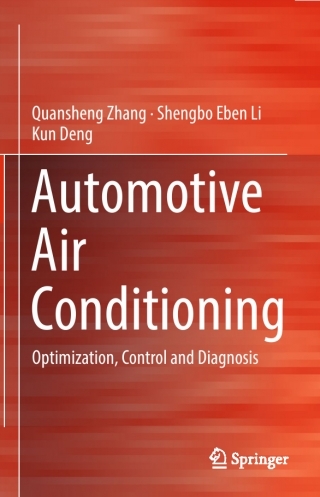 Quansheng Zhang · Shengbo Eben Li
Kun Deng
Automotive
Air
Conditioning
Optimization, Control and Diagnosis
Springer